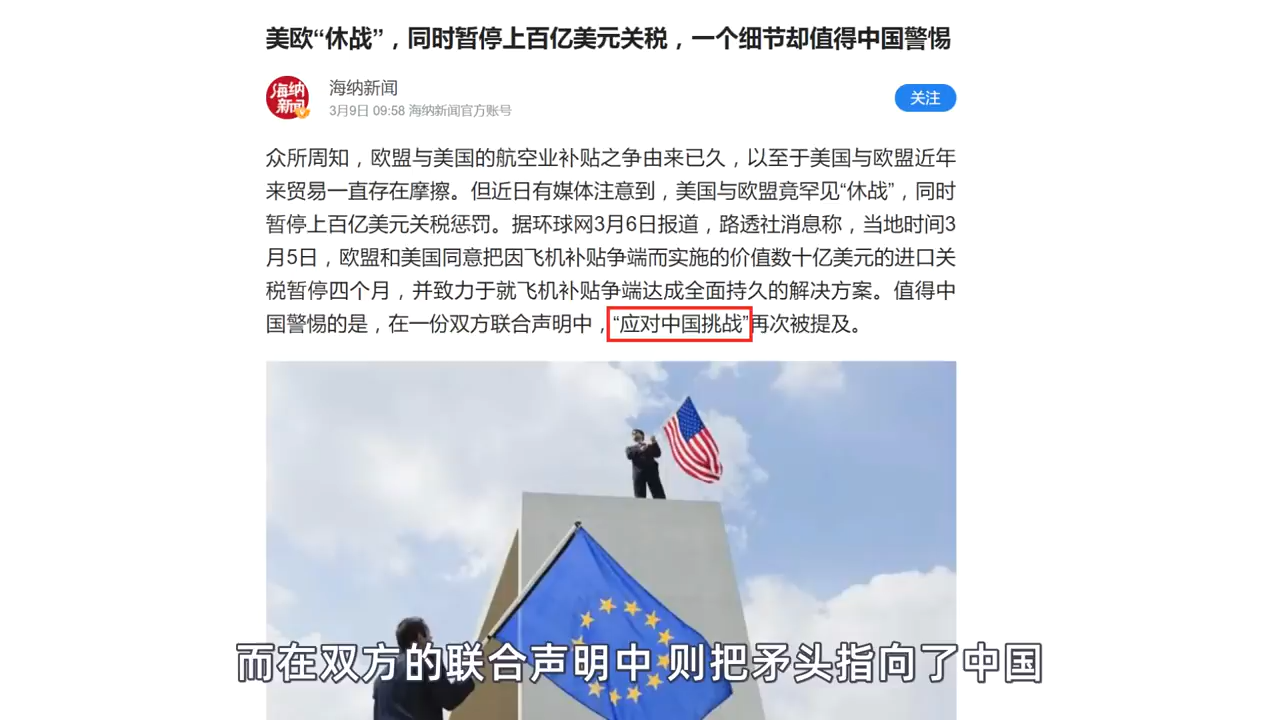 美欧“休战”，同时暂停上百亿美元关税，一个细节却值得中国警惕
海纳
新闻
海纳新闻
3月9日 09:58 海纳新闻官方账号
关注
众所周知，欧盟与美国的航空业补贴之争由来已久，以至于美国与欧盟近年
来贸易一直存在摩擦。但近日有媒体注意到，美国与欧盟竟罕见“休战”，同时
暂停上百亿美元关税惩罚。据环球网3月6日报道，路透社消息称，当地时间3
月5日，欧盟和美国同意把因飞机补贴争端而实施的价值数十亿美元的进口关
税暂停四个月，并致力于就飞机补贴争端达成全面持久的解决方案。值得中
国警惕的是，在一份双方联合声明中，“应对中国挑战”再次被提及。
而在双方的联合声明中 则把矛头指向了中国